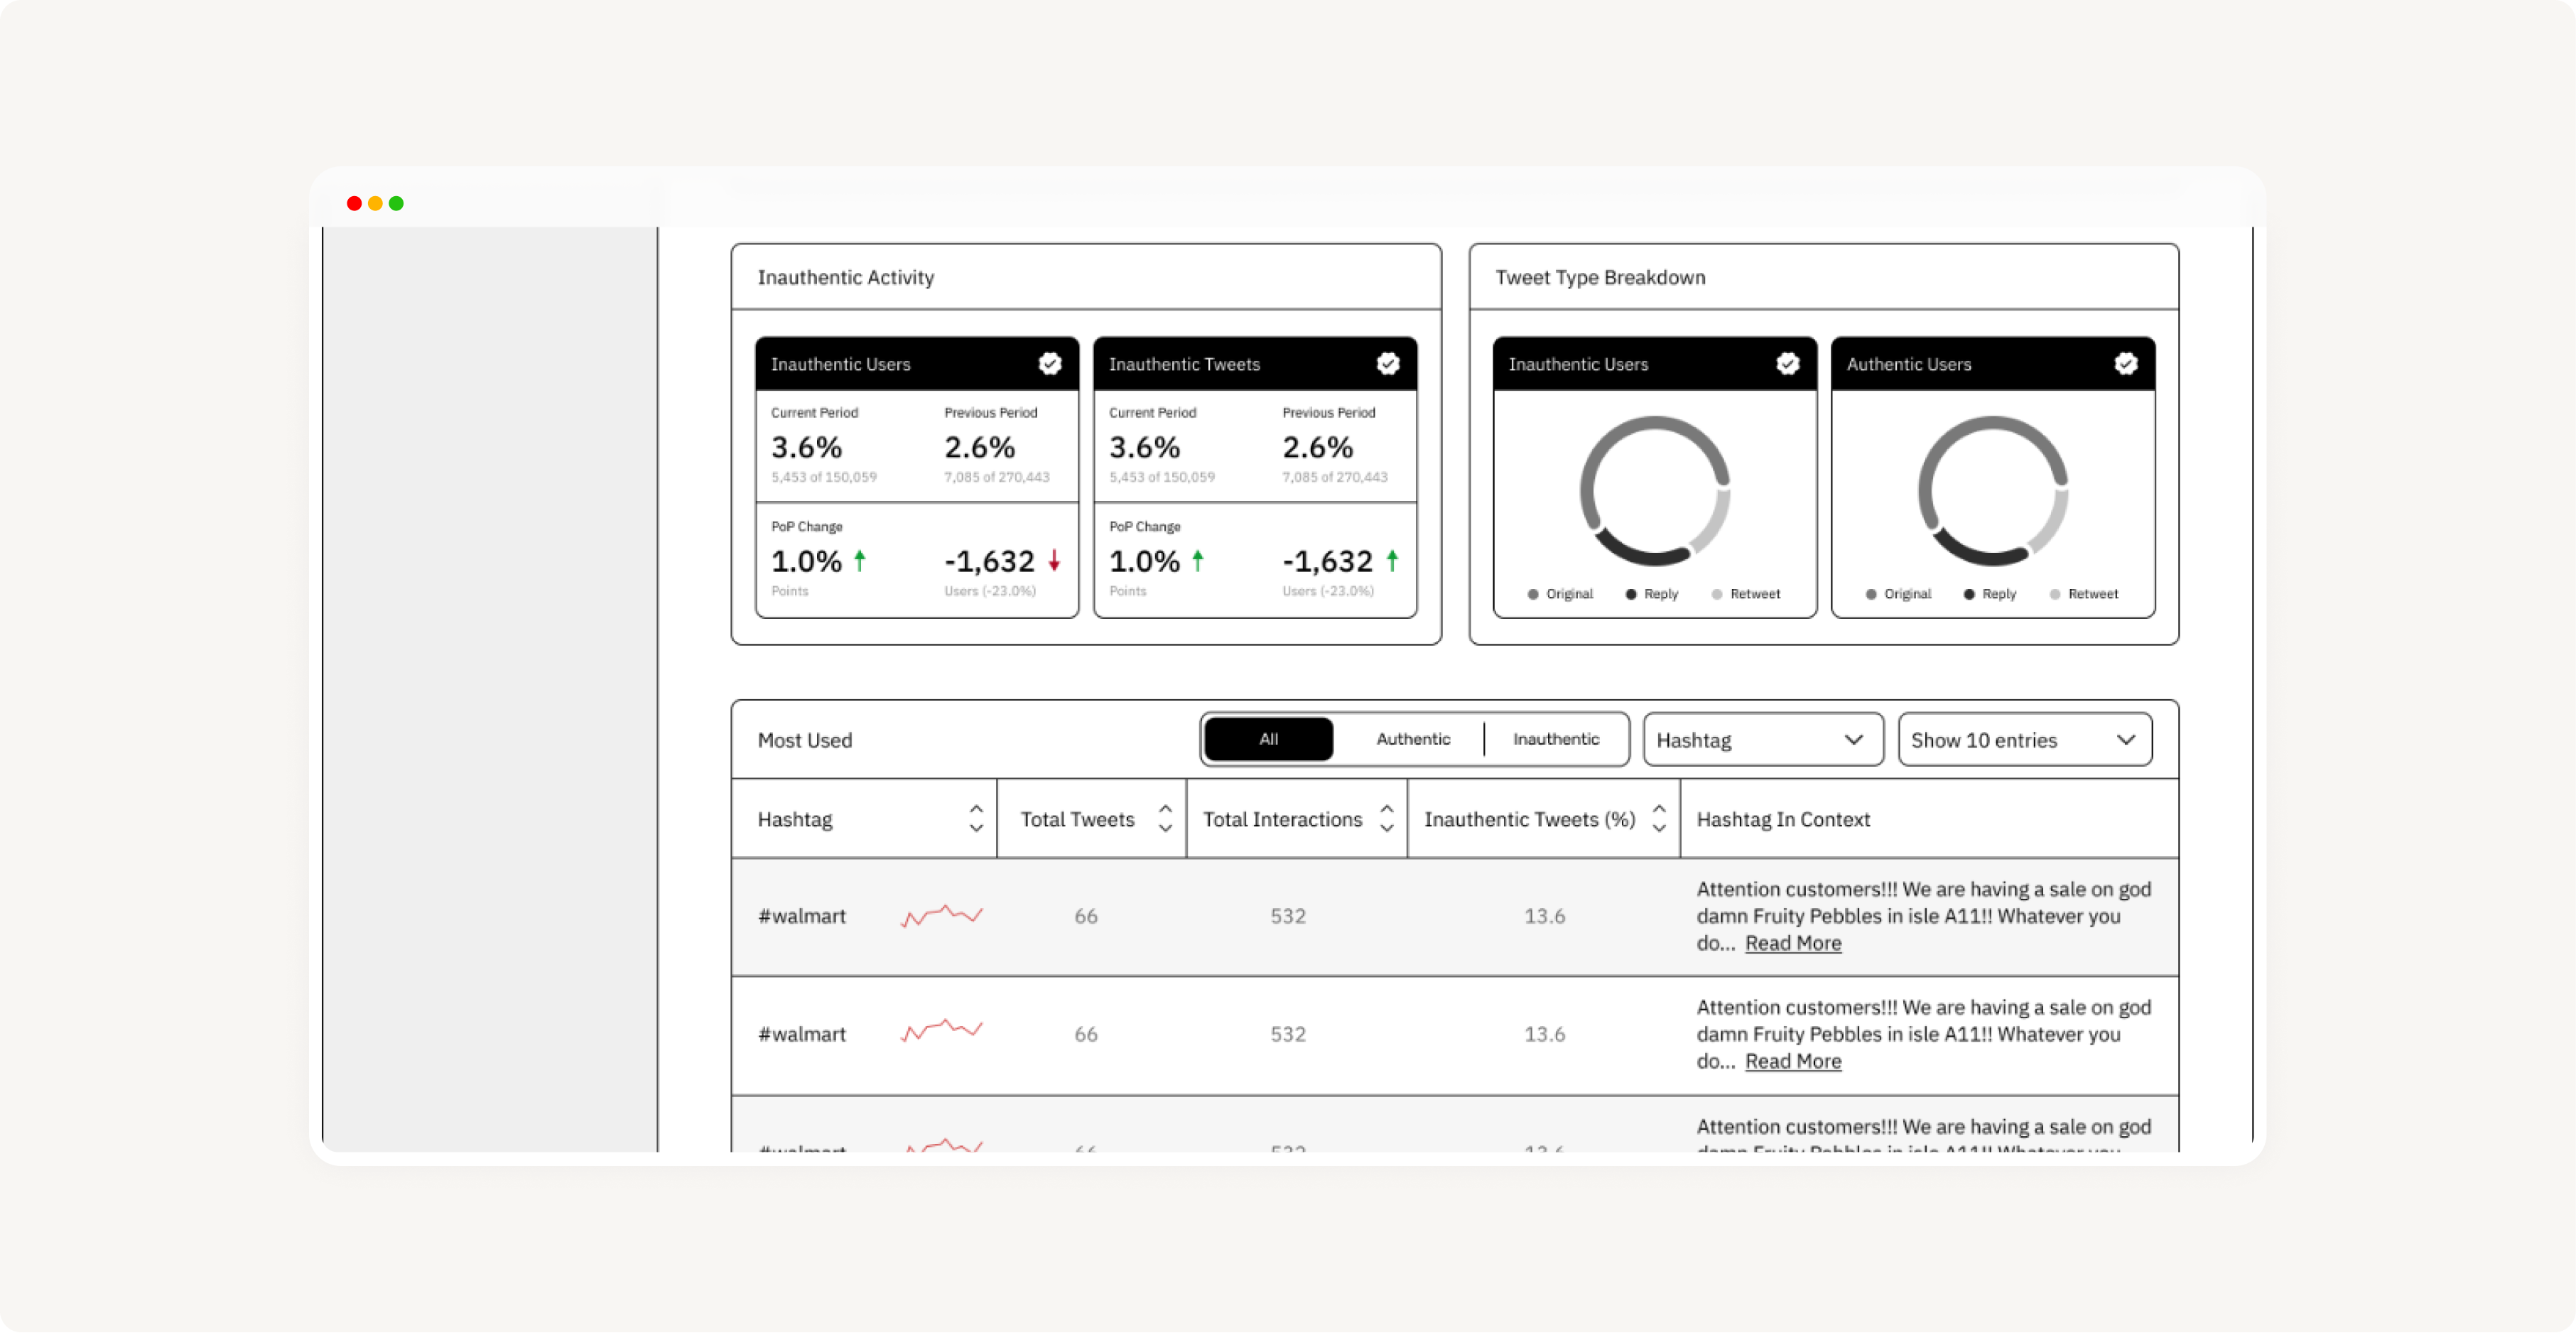 Inauthentic Activity
Inauthentic Users
Current Period
Previous Period
3.6%
2.6%
5,453 of 150,059
7,085 of 270,443
PoP Change
1.0%
-1,632
Points
Users (-23.0%)
Inauthentic Tweets
Current Period
Previous Period
3.6%
2.6%
5,453 of 150,059
7,085 of 270,443
PoP Change
1.0%
-1,632
Points
Users (-23.0%)
Tweet Type Breakdown
Inauthentic Users
Original
Reply
Retweet
Authentic Users
Original
Reply
Retweet
Most Used
All
Authentic
Inauthentic
Hashtag
Show 10 entries
Hashtag
Total Tweets
Total Interactions
Inauthentic Tweets (%)
Hashtag In Context
#walmart
66
532
13.6
Attention customers!!! We are having a sale on god
damn Fruity Pebbles in isle A11!! Whatever you
do... Read More
#walmart
66
532
13.6
Attention customers!!! We are having a sale on god
damn Fruity Pebbles in isle A11!! Whatever you
do... Read More
Attention customers!!! We are having a sale on god